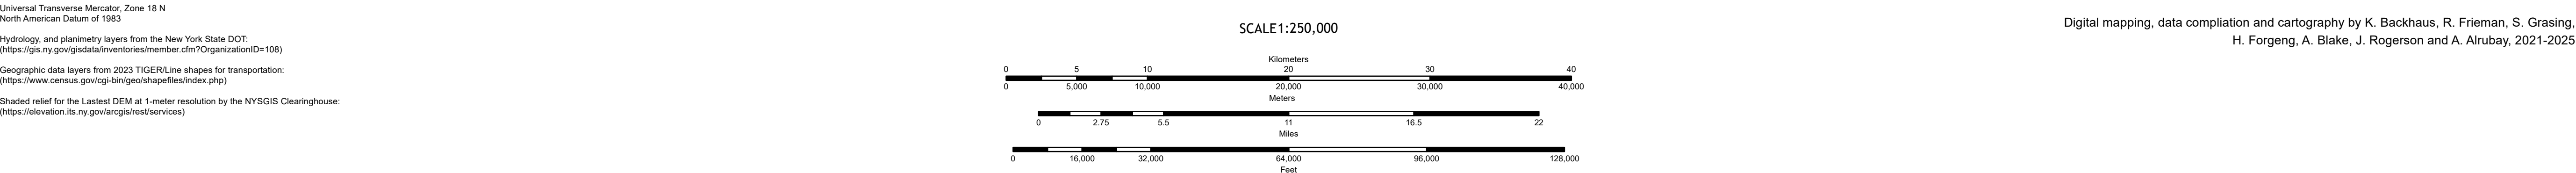 Universal Transverse Mercator, Zone 18 N
North American Datum of 1983
Hydrology, and planimetry layers from the New York State DOT:
(https://gis.ny.gov/gisdata/inventories/member.cfm?OrganizationID=108)
Geographic data layers from 2023 TIGER/Line shapes for transportation:
(https://www.census.gov/cgi-bin/geo/shapefiles/index.php)
Shaded relief for the Lastest DEM at 1-meter resolution by the NYSGIS Clearinghouse:
(https://elevation.its.ny.gov/arcgis/rest/services)
SCALE1:250,000
Kilometers
0 5 10 20 30 40
0 5,000 10,000 20,000 30,000 40,000
Meters
0 2.75 5.5 11 16.5 22
Miles
0 16,000 32,000 64,000 96,000 128,000
Feet
Digital mapping, data compliation and cartography by K. Backhaus, R. Frieman, S. Grasing,
H. Forgeng, A. Blake, J. Rogerson and A. Alrubay, 2021-2025